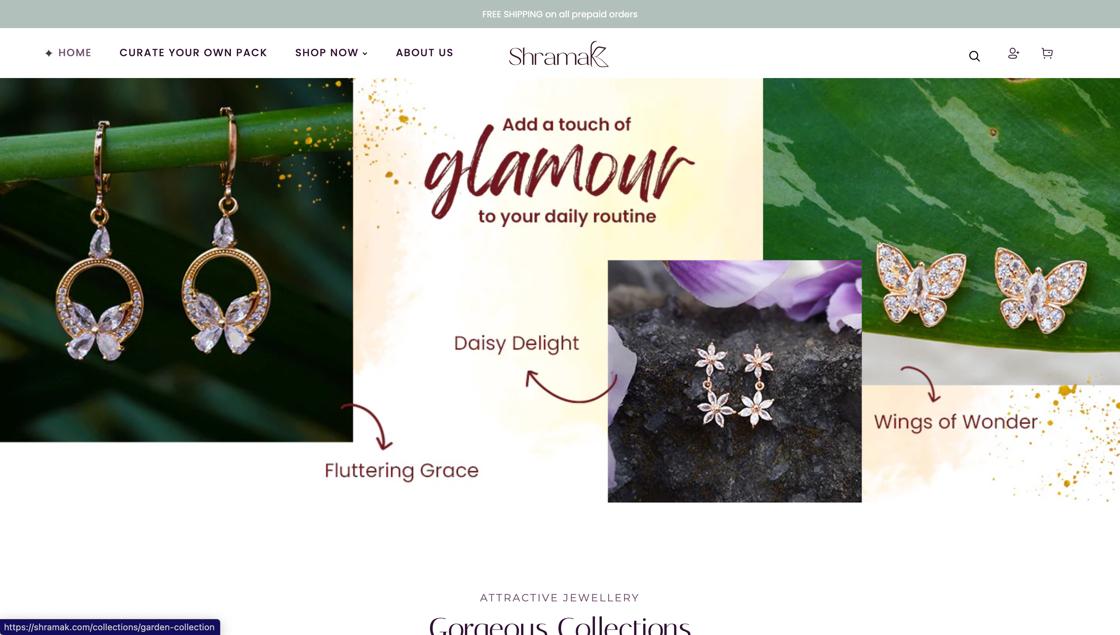 FREE SHIPPING on all prepaid orders
HOME
CURATE YOUR OWN PACK
SHOP NOW
ABOUT US
Shramak
Add a touch of
glamour
to your daily routine
Daisy Delight
Wings of Wonder
Fluttering Grace
ATTRACTIVE JEWELLERY
Gorgeous Collections
https://shramak.com/collections/garden-collection